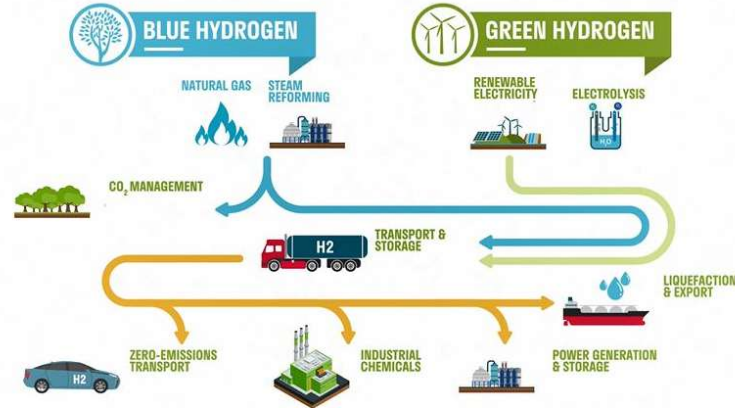 BLUE HYDROGEN
GREEN HYDROGEN
NATURAL GAS
STEAM
REFORMING
RENEWABLE
ELECTRICITY
ELECTROLYSIS
H₂O
CO₂ MANAGEMENT
H2
TRANSPORT &
STORAGE
LIQUEFACTION
& EXPORT
H2
ZERO-EMISSIONS
TRANSPORT
INDUSTRIAL
CHEMICALS
POWER GENERATION
& STORAGE